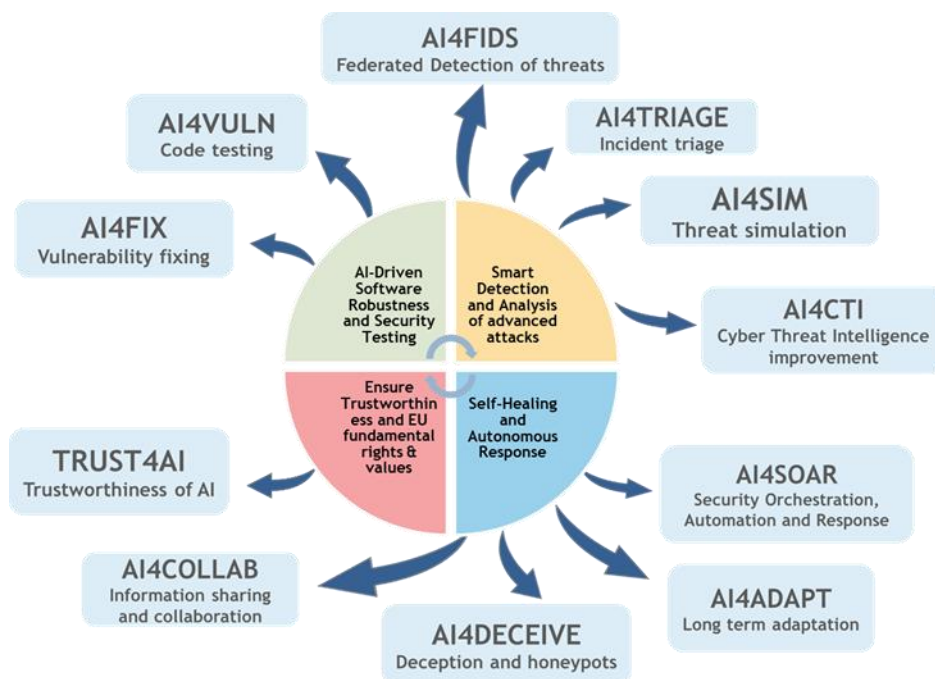 AI4FIDS
Federated Detection of threats
AI4VULN
Code testing
AI4TRIAGE
Incident triage
AI4FIX
Vulnerability fixing
AI4SIM
Threat simulation
AI-Driven
Software
Robustness
and Security
Testing
Smart
Detection
and Analysis
of advanced
attacks
AI4CTI
Cyber Threat Intelligence
improvement
Ensure
Trustworthin
ess and EU
fundamental
rights &
values
Self-Healing
and
Autonomous
Response
TRUST4AI
Trustworthiness of AI
AI4SOAR
Security Orchestration,
Automation and Response
AI4COLLAB
Information sharing
and collaboration
AI4DECEIVE
Deception and honeypots
AI4ADAPT
Long term adaptation